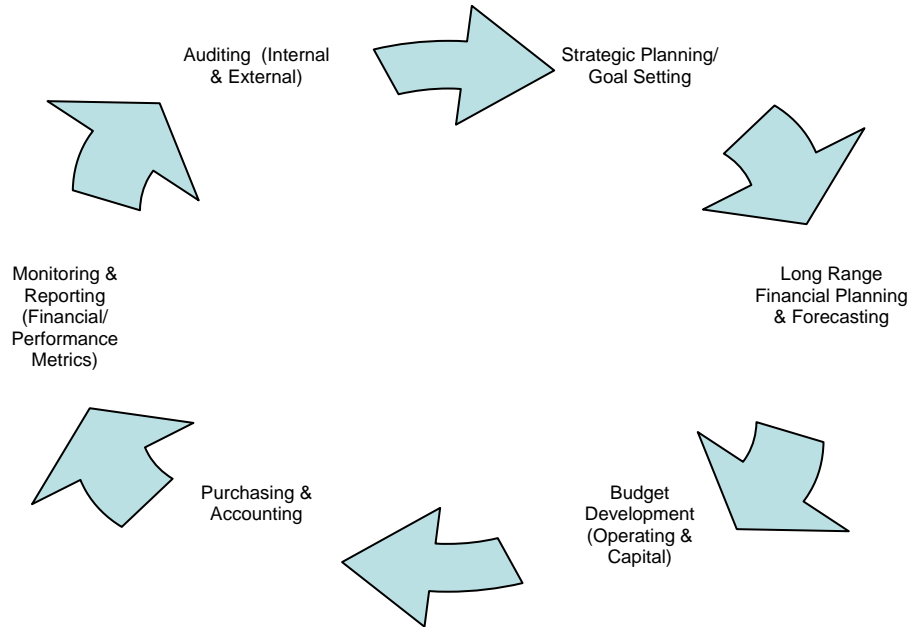 Auditing (Internal
& External)
Strategic Planning/
Goal Setting
Long Range
Financial Planning
& Forecasting
Budget
Development
(Operating &
Capital)
Purchasing &
Accounting
Monitoring &
Reporting
(Financial/
Performance
Metrics)